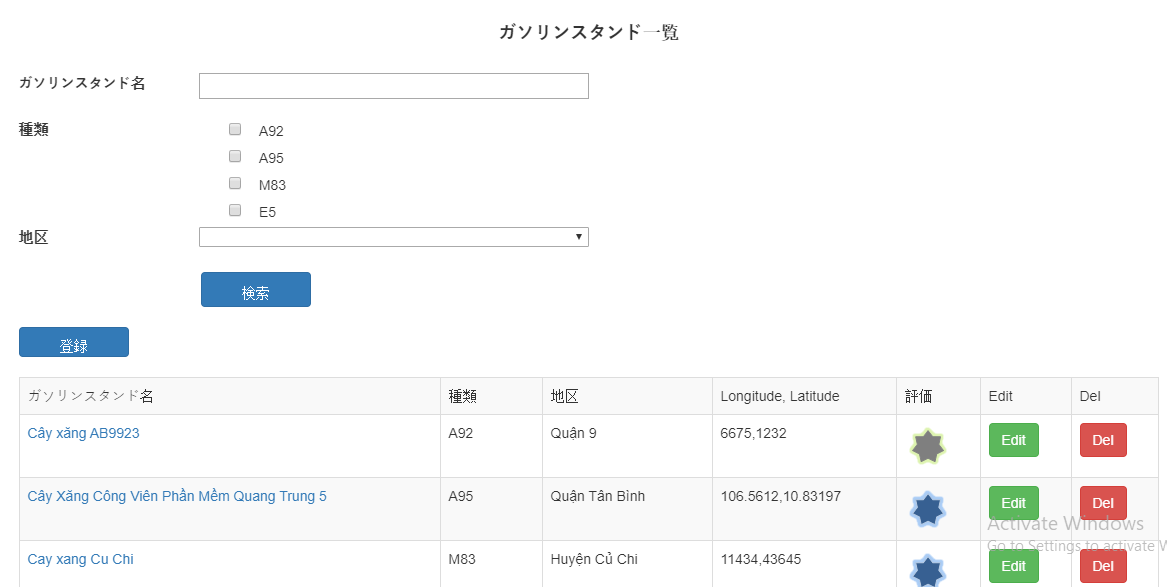 ガソリンスタンド一覧
ガソリンスタンド名
種類
A92
A95
M83
E5
地区
検索
登録
ガソリンスタンド名 種類 地区 Longitude, Latitude 評価 Edit Del
Cây xăng AB9923 A92 Quận 9 6675,1232 Edit Del
Cây Xăng Công Viên Phần Mềm Quang Trung 5 A95 Quận Tân Bình 106.5612,10.83197 Edit Del
Activate Windows
Go to Settings to activate W
Cay xang Cu Chi M83 Huyện Củ Chi 11434,43645 Edit Del